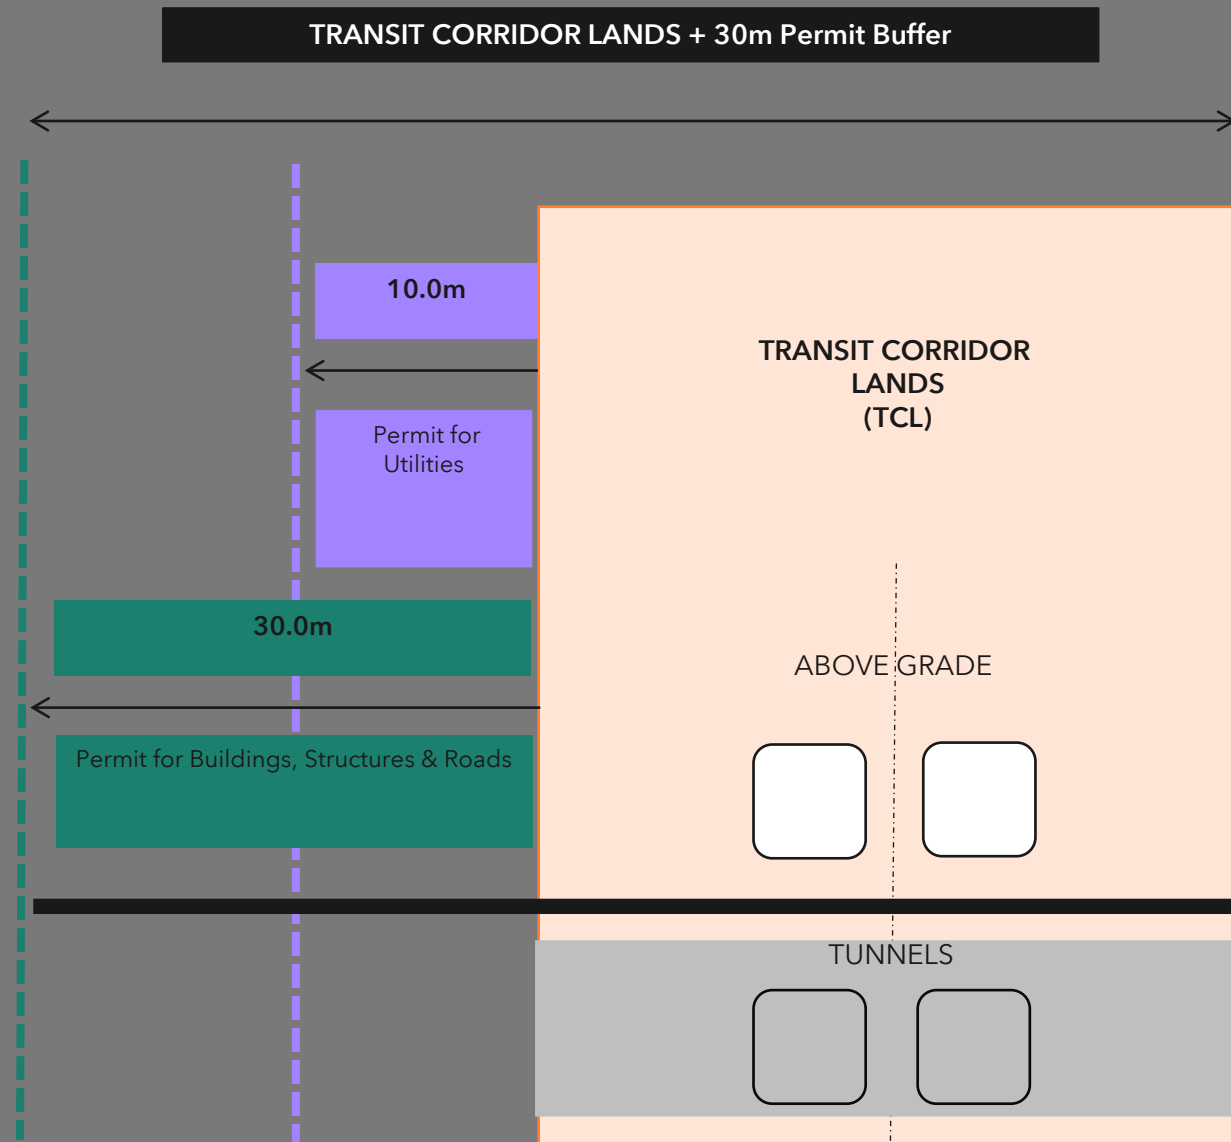 TRANSIT CORRIDOR LANDS + 30m Permit Buffer
10.0m
Permit for
Utilities
30.0m
Permit for Buildings, Structures & Roads
TRANSIT CORRIDOR
LANDS
(TCL)
ABOVE GRADE
TUNNELS